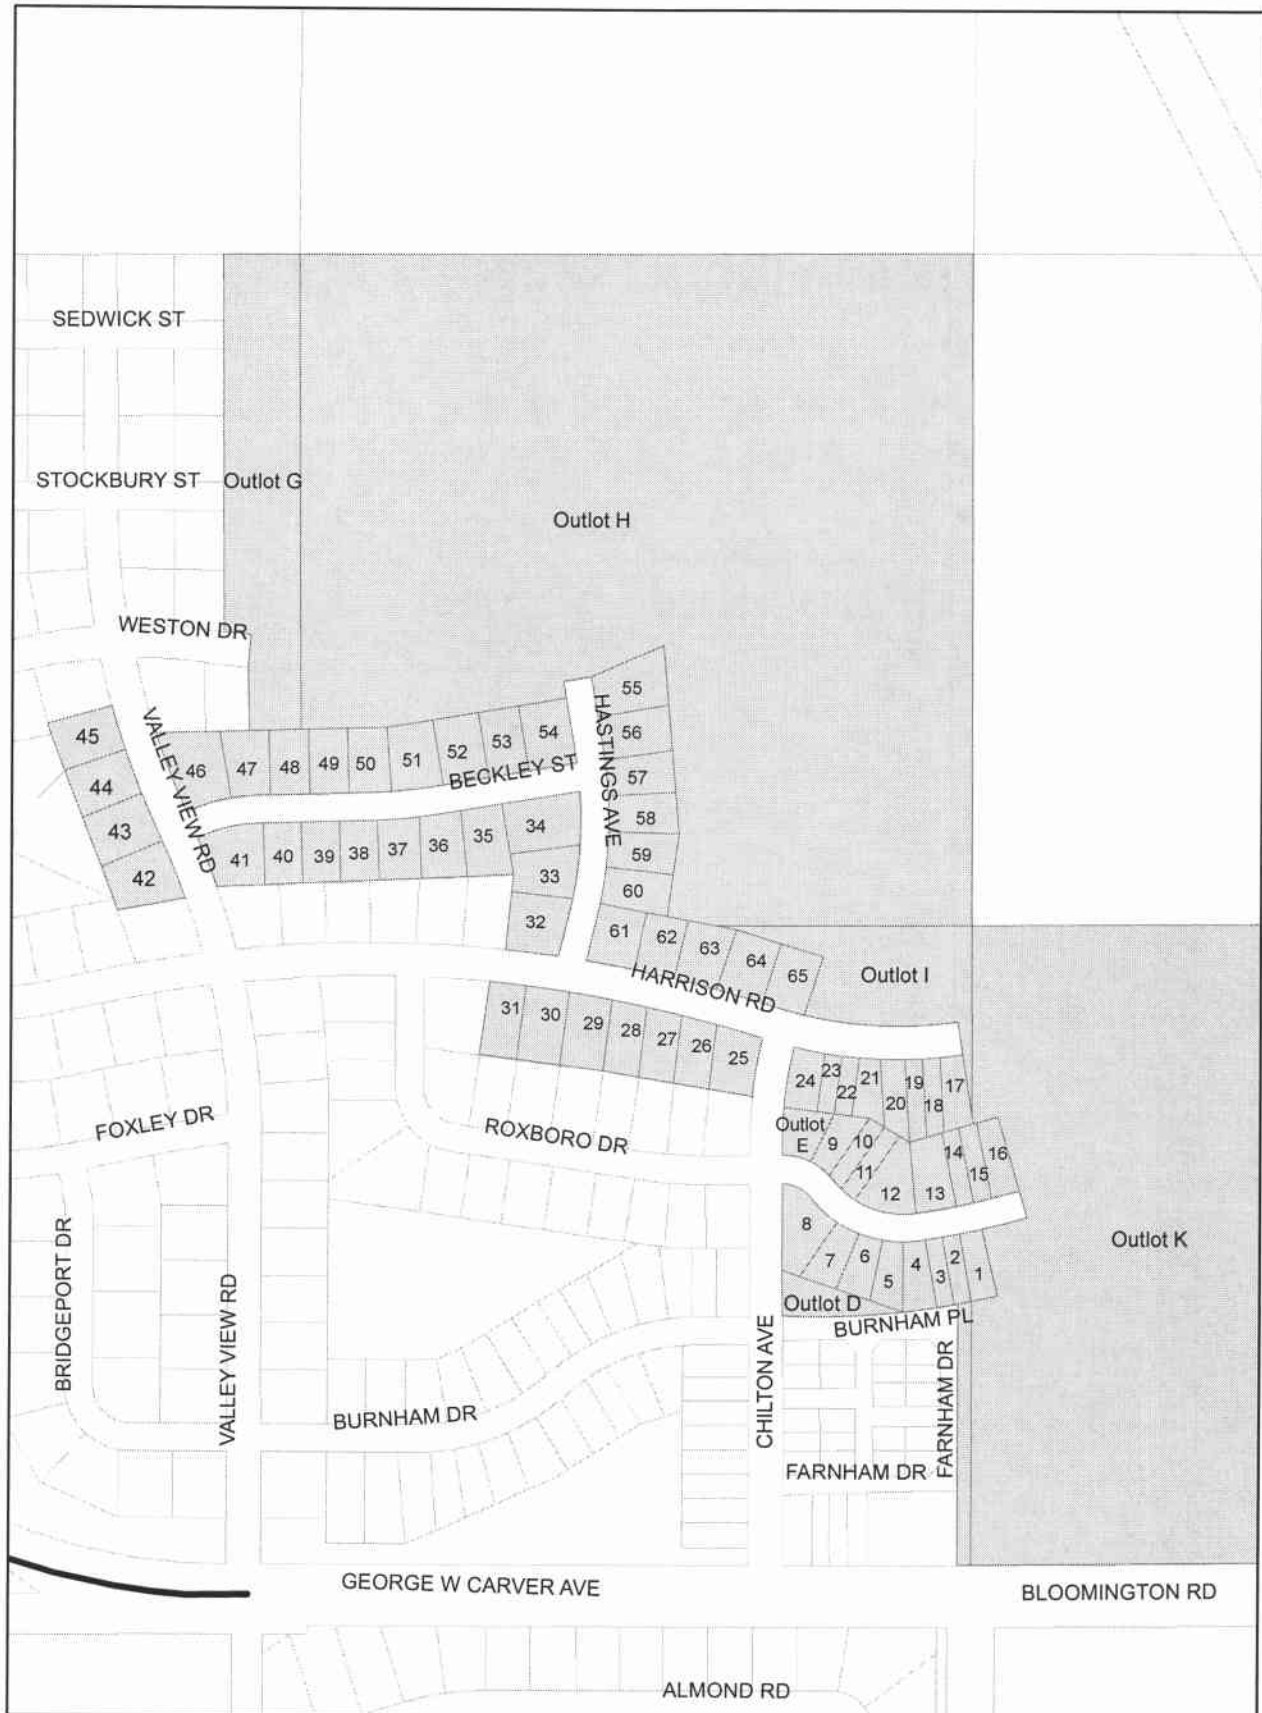 SEDWICK ST
STOCKBURY ST
Outlot G
Outlot H
WESTON DR
VALLEY VIEW RD
HASTINGS AVE
55
56
57
58
59
60
45
44
43
42
46
47
48
49
50
51
52
53
54
BECKLEY ST
41
40
39
38
37
36
35
34
33
32
61
62
63
64
65
Outlot I
HARRISON RD
31
30
29
28
27
26
25
24
23
22
21
20
19
18
17
FOXLEY DR
ROXBORO DR
Outlot
E
9
10
11
12
13
14
15
16
8
7
6
5
4
3
2
1
Outlot K
Outlot D
BURNHAM PL
BRIDGEPORT DR
VALLEY VIEW RD
BURNHAM DR
CHILTON AVE
FARNHAM DR
FARNHAM DR
GEORGE W CARVER AVE
BLOOMINGTON RD
ALMOND RD